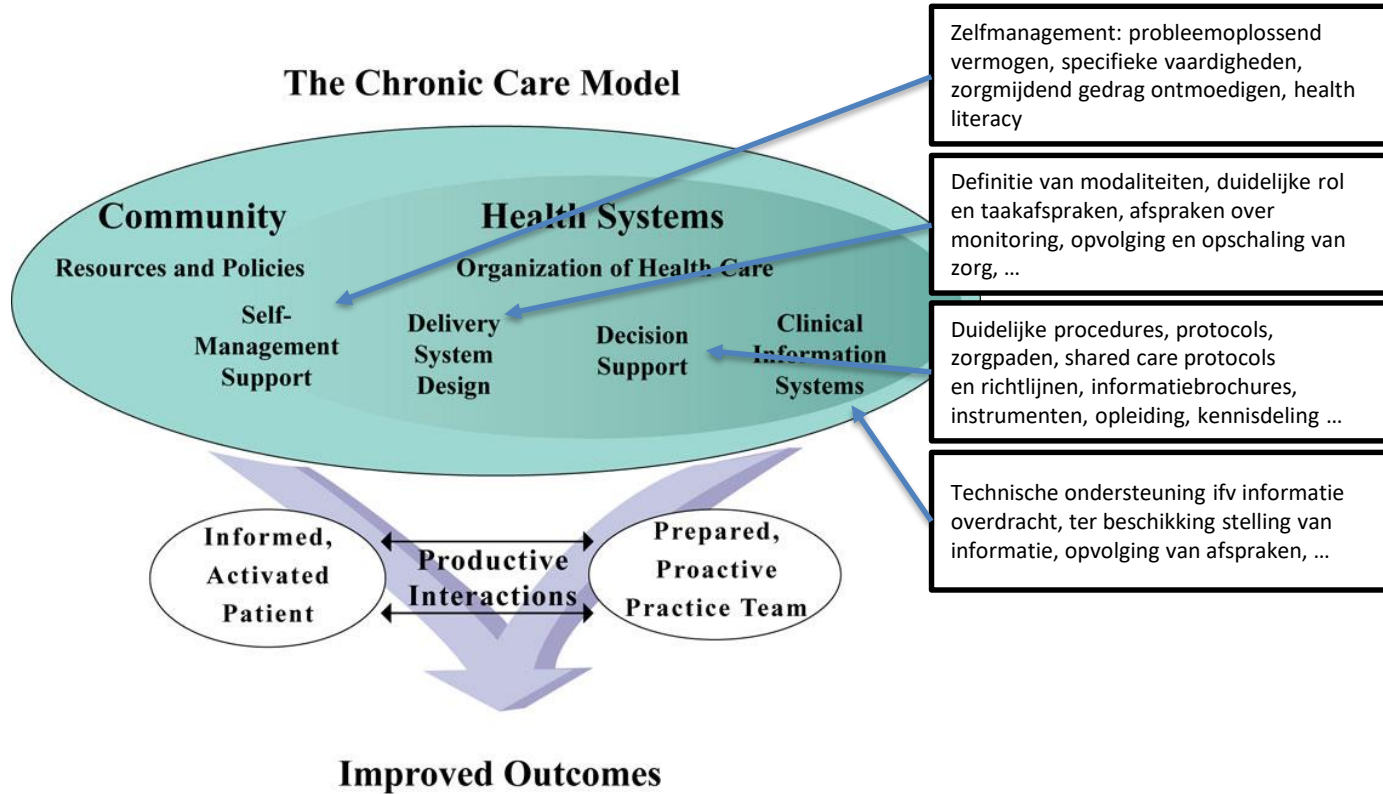 The Chronic Care Model
Community
Resources and Policies
Health Systems
Organization of Health Care
Self-
Management
Support
Delivery
System
Design
Decision
Support
Clinical
Information
Systems
Informed,
Activated
Patient
Productive
Interactions
Prepared,
Proactive
Practice Team
Improved Outcomes
Zelfmanagement: probleemoplossend
vermogen, specifieke vaardigheden,
zorgmijdend gedrag ontmoedigen, health
literacy
Definitie van modaliteiten, duidelijke rol
en taakafspraken, afspraken over
monitoring, opvolging en opschaling van
zorg, …
Duidelijke procedures, protocols,
zorgpaden, shared care protocols
en richtlijnen, informatiebrochures,
instrumenten, opleiding, kennisdeling …
Technische ondersteuning ifv informatie
overdracht, ter beschikking stelling van
informatie, opvolging van afspraken, …